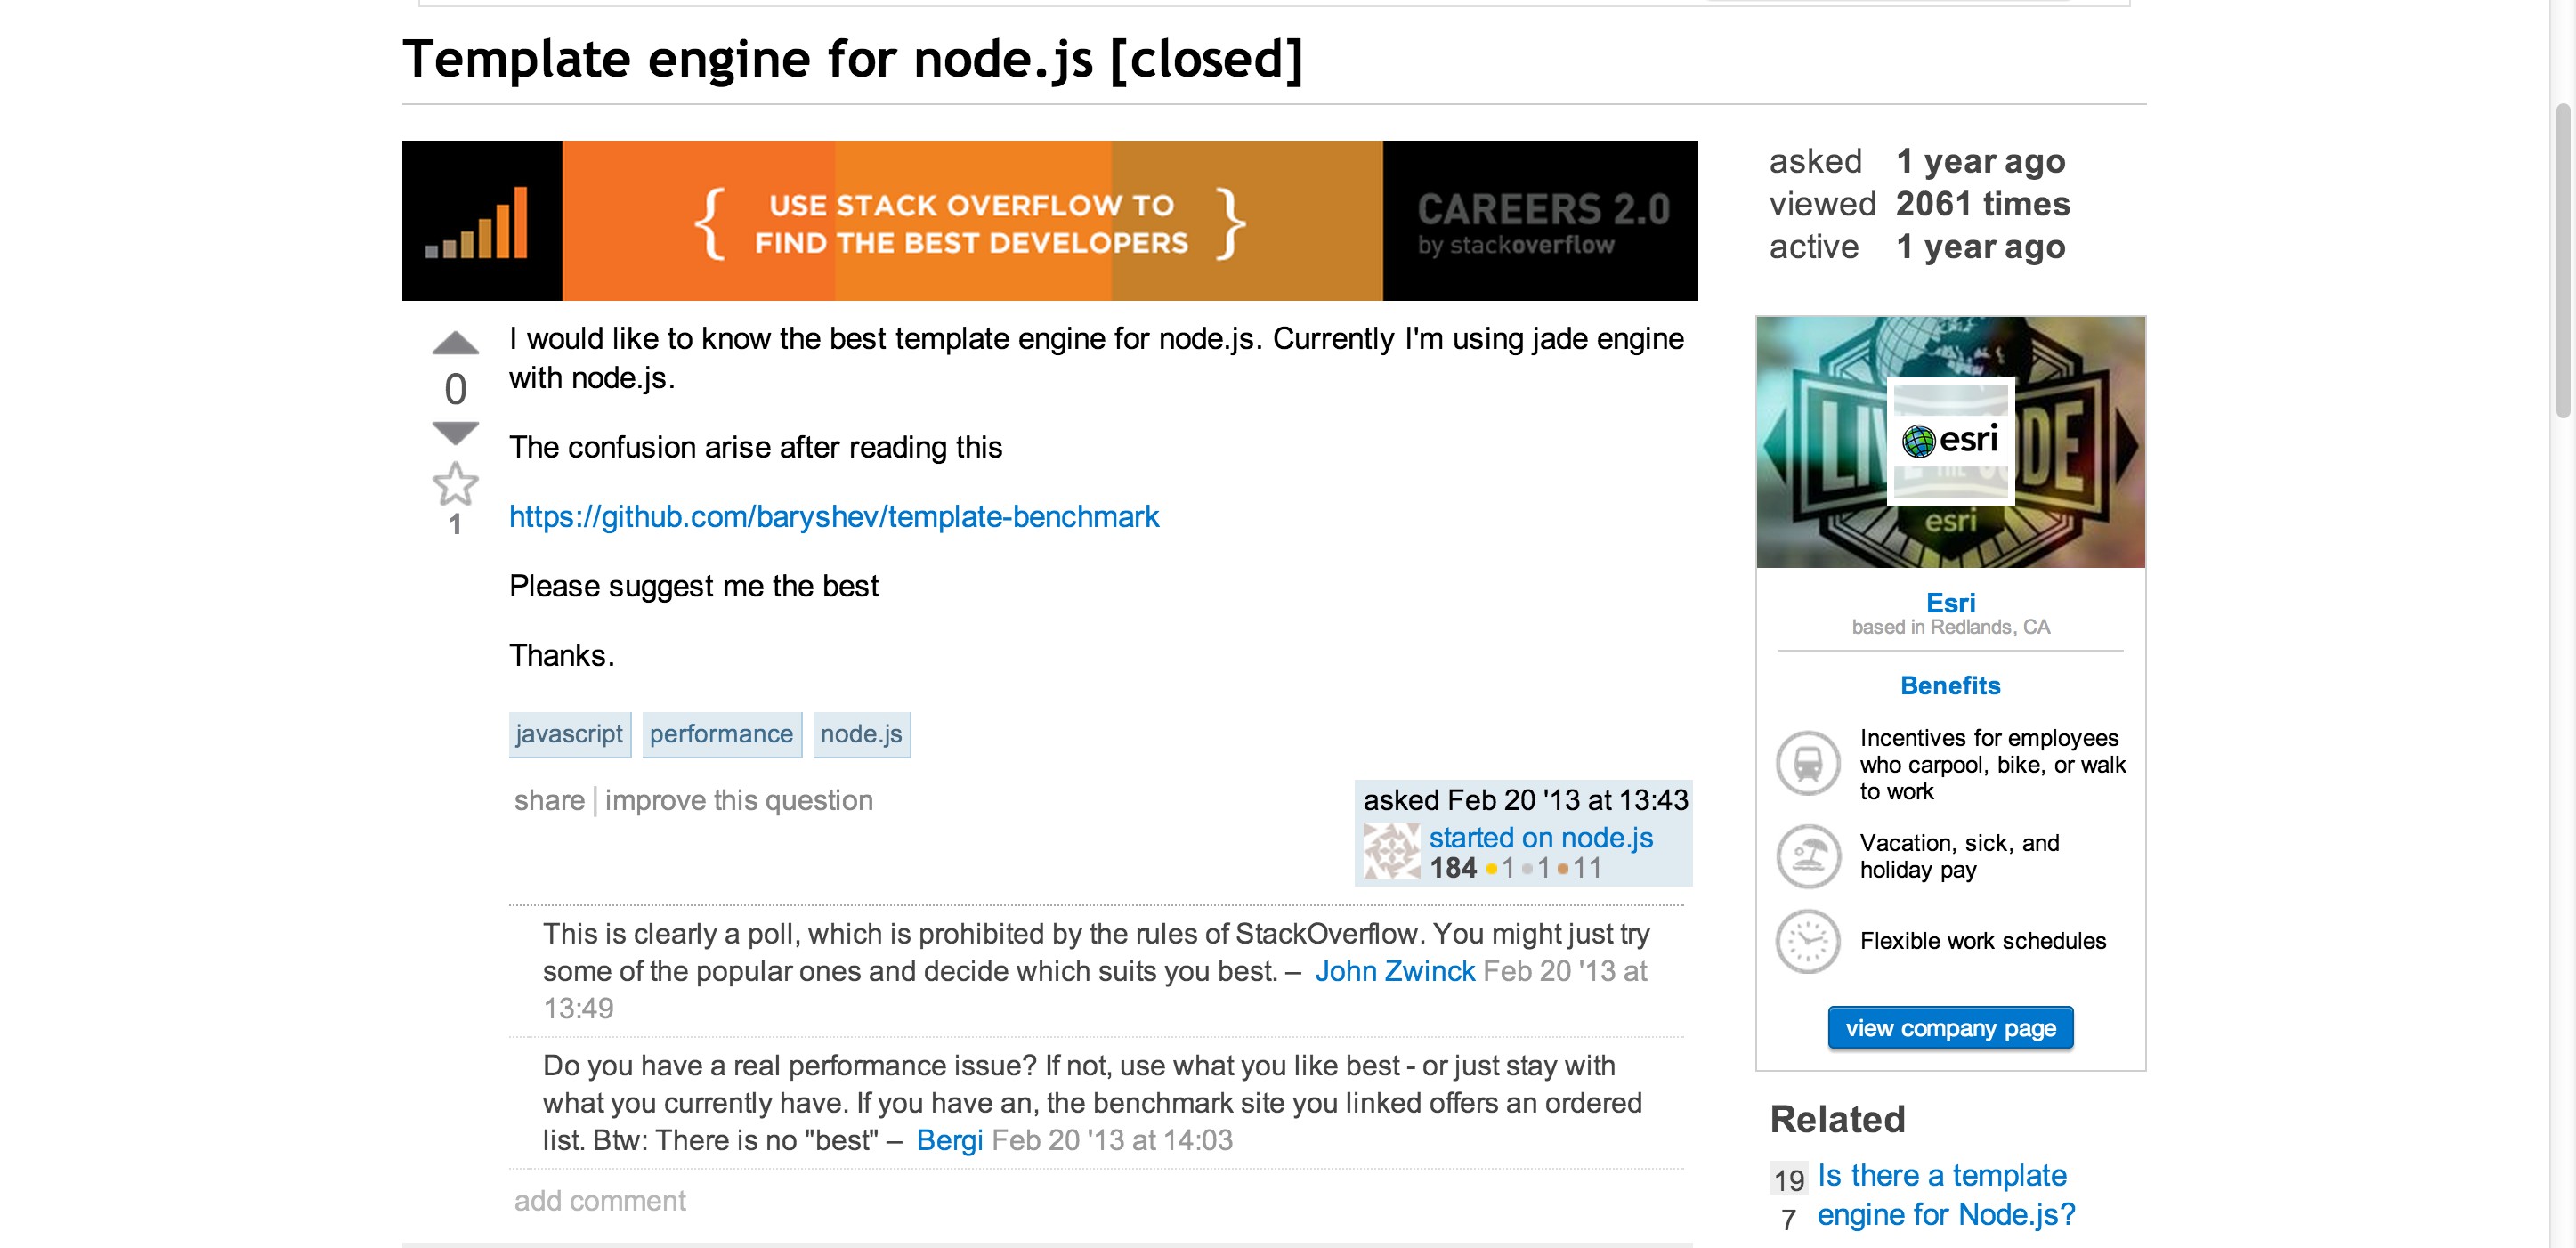 Template engine for node.js [closed]
{ USE STACK OVERFLOW TO
FIND THE BEST DEVELOPERS }
CAREERS 2.0
by stackoverflow
asked 1 year ago
viewed 2061 times
active 1 year ago
0
1
I would like to know the best template engine for node.js. Currently I'm using jade engine
with node.js.
The confusion arise after reading this
https://github.com/baryshev/template-benchmark
Please suggest me the best
Thanks.
javascript performance node.js
share improve this question
asked Feb 20 '13 at 13:43
started on node.js
184 1 1 11
This is clearly a poll, which is prohibited by the rules of StackOverflow. You might just try
some of the popular ones and decide which suits you best. – John Zwinck Feb 20 '13 at
13:49
Do you have a real performance issue? If not, use what you like best - or just stay with
what you currently have. If you have an, the benchmark site you linked offers an ordered
list. Btw: There is no "best" – Bergi Feb 20 '13 at 14:03
add comment
esri
esri
Esri
based in Redlands, CA
Benefits
Incentives for employees
who carpool, bike, or walk
to work
Vacation, sick, and
holiday pay
Flexible work schedules
view company page
Related
19 Is there a template
7 engine for Node.js?